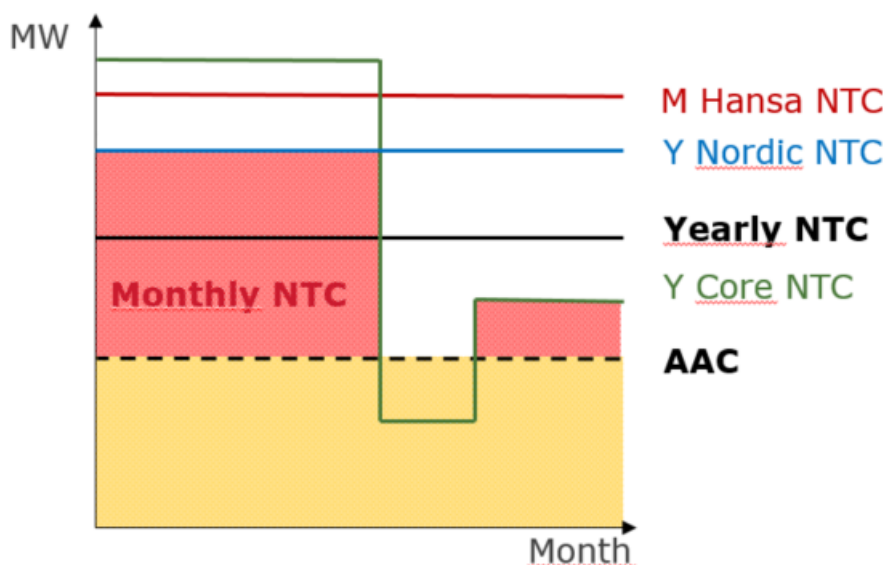 MW
M Hansa NTC
Y Nordic NTC
Yearly NTC
Monthly NTC
Y Core NTC
AAC
Month